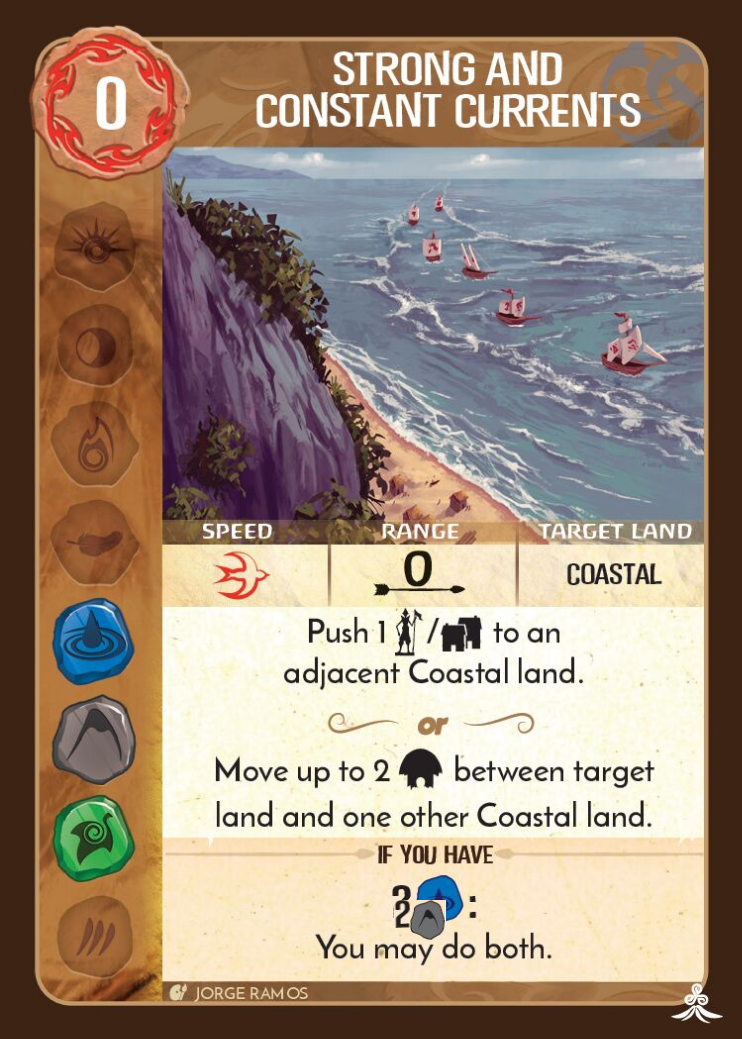 0
STRONG AND
CONSTANT CURRENTS
SPEED RANGE TARGET LAND
0 COASTAL
Push 1 / to an
adjacent Coastal land.
or
Move up to 2 between target
land and one other Coastal land.
IF YOU HAVE
2 :
You may do both.
JORGE RAMOS